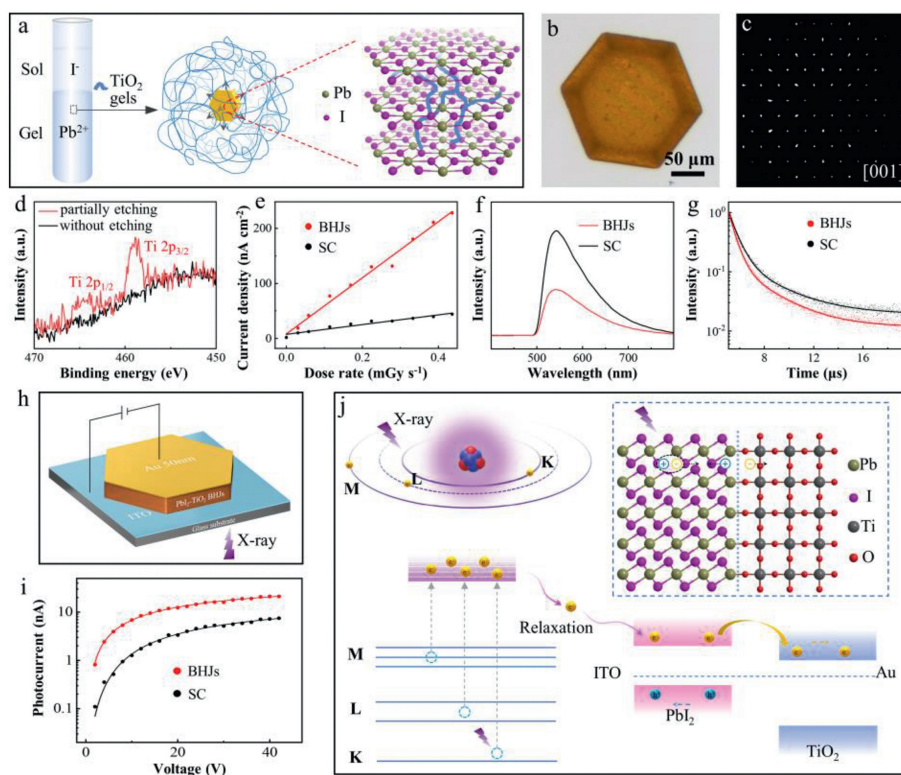 a
Sol
I⁻
TiO₂
gels
Gel
Pb²⁺
Pb
I
b
50 μm
c
[001]
d
partially etching
without etching
Ti 2p₃/₂
Ti 2p₁/₂
Intensity (a.u.)
470 460 450
Binding energy (eV)
e
BHJs
SC
Current density (nA cm⁻²)
200
100
0
0.0 0.2 0.4
Dose rate (mGy s⁻¹)
f
BHJs
SC
Intensity (a.u.)
500 600 700
Wavelength (nm)
g
BHJs
SC
Intensity (a.u.)
10⁰
10⁻¹
10⁻²
8 12 16
Time (μs)
h
Au 50nm
PbI₂-TiO₂ BHJs
ITO
Glass substrate
X-ray
i
BHJs
SC
Photocurrent (nA)
10
1
0.1
0 20 40
Voltage (V)
j
X-ray
M
L
K
Pb
I
Ti
O
Relaxation
M
L
K
ITO
Au
PbI₂
TiO₂